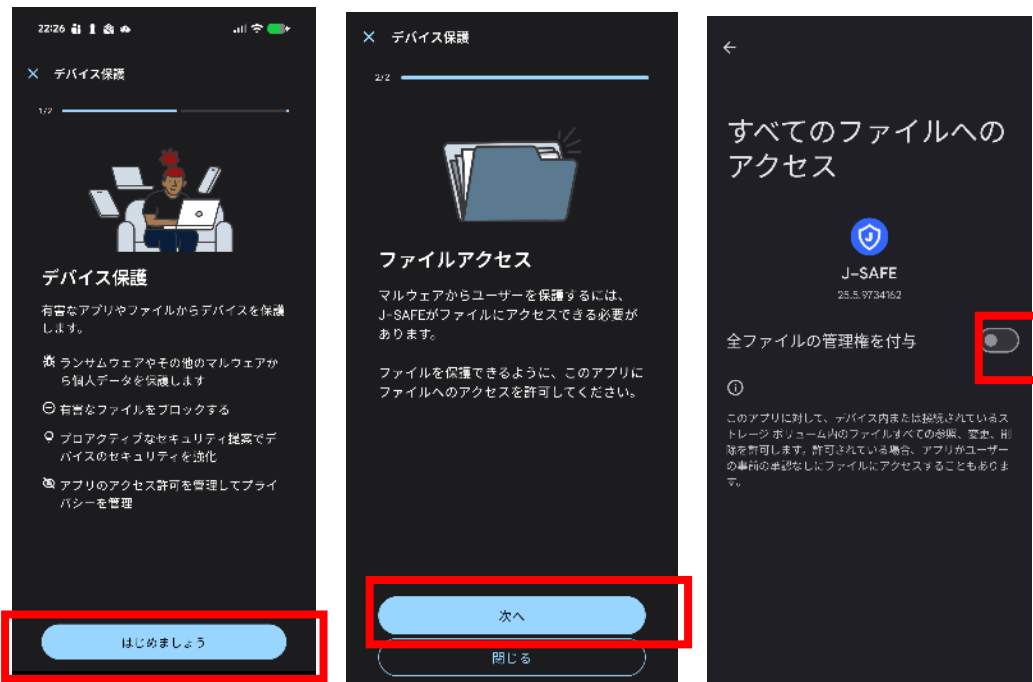 22:26
デバイス保護
1/2
デバイス保護
有害なアプリやファイルからデバイスを保護
します。
ランサムウェアやその他のマルウェアか
ら個人データを保護します
有害なファイルをブロックする
プロアクティブなセキュリティ提案でデ
バイスのセキュリティを強化
アプリのアクセス許可を管理してプライ
バシーを管理
はじめましょう
デバイス保護
2/2
ファイルアクセス
マルウェアからユーザーを保護するには、
J-SAFEがファイルにアクセスできる必要が
あります。
ファイルを保護できるように、このアプリに
ファイルへのアクセスを許可してください。
次へ
閉じる
すべてのファイルへの
アクセス
J-SAFE
25.5.9734162
全ファイルの管理権を付与
このアプリに対して、デバイス内または接続されているス
トレージ ボリューム内のファイルすべての参照、変更、削
除を許可します。許可されている場合、アプリがユーザー
の事前の承認なしにファイルにアクセスすることもありま
す。